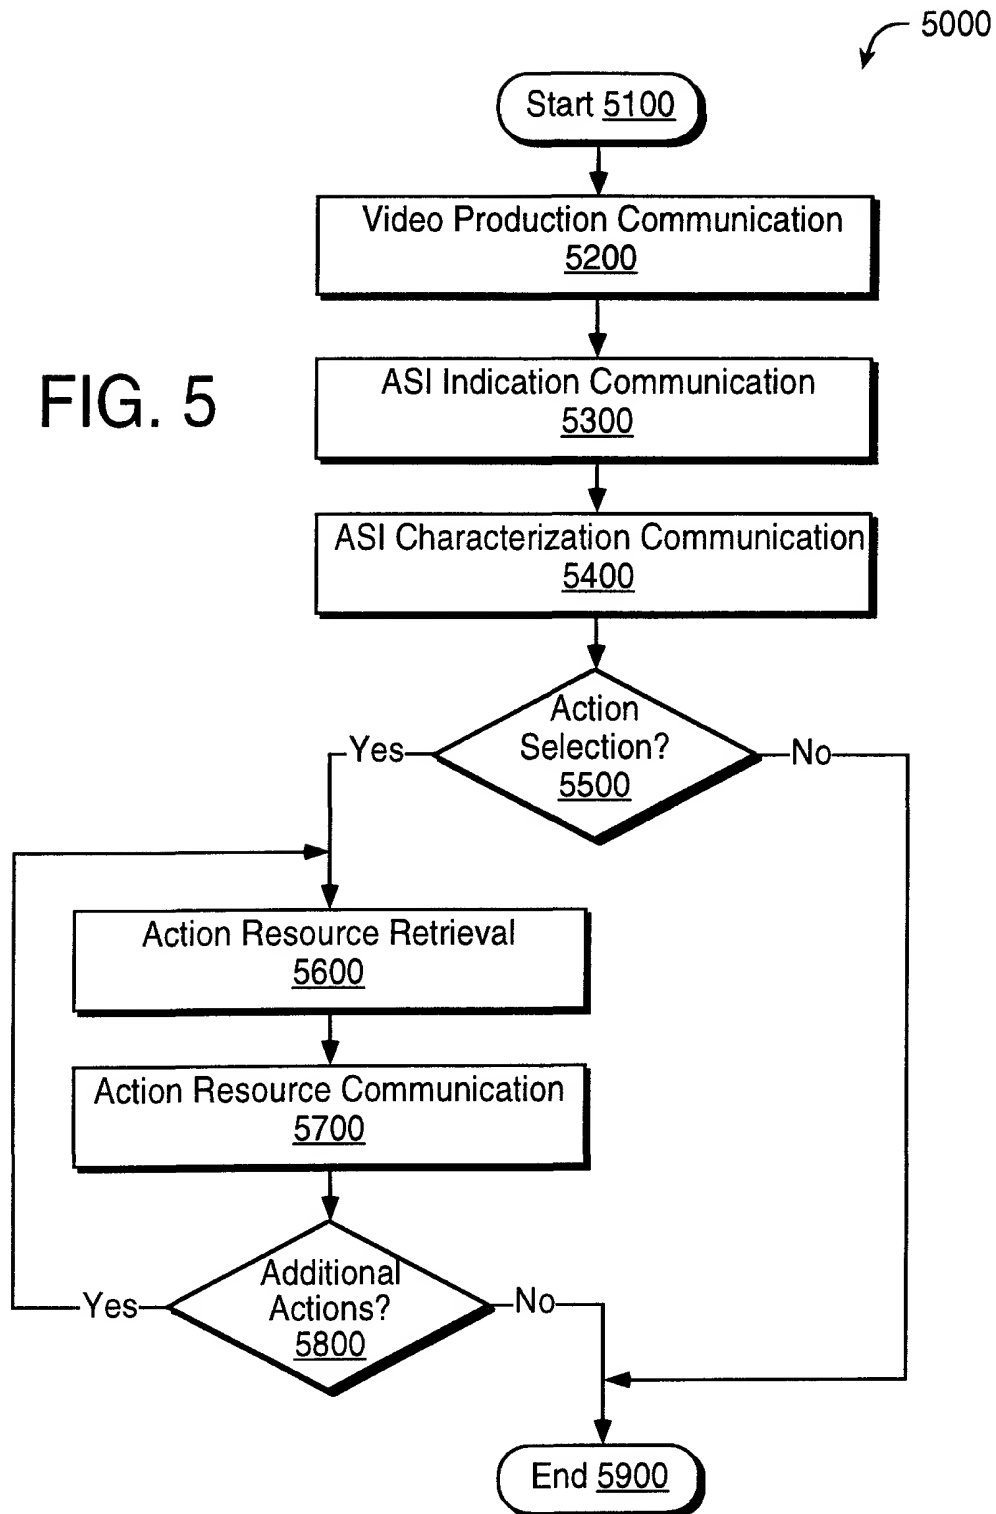 5000
Start 5100
Video Production Communication
5200
FIG. 5
ASI Indication Communication
5300
ASI Characterization Communication
5400
Action
Selection?
5500
Yes
No
Action Resource Retrieval
5600
Action Resource Communication
5700
Additional
Actions?
5800
Yes
No
End 5900